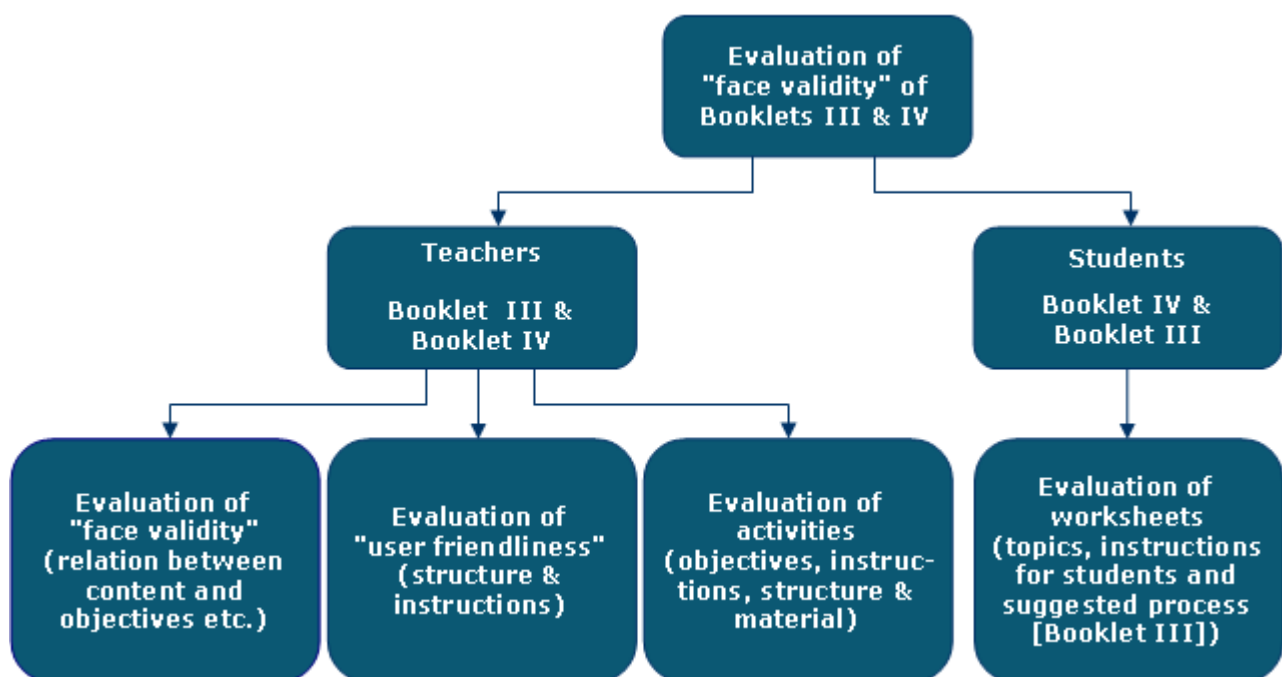 Evaluation of
"face validity" of
Booklets III & IV
Teachers
Booklet III &
Booklet IV
Students
Booklet IV &
Booklet III
Evaluation of
"face validity"
(relation between
content and
objectives etc.)
Evaluation of
"user friendliness"
(structure &
instructions)
Evaluation of
activities
(objectives, instruc-
tions, structure &
material)
Evaluation of
worksheets
(topics, instructions
for students and
suggested process
[Booklet III])